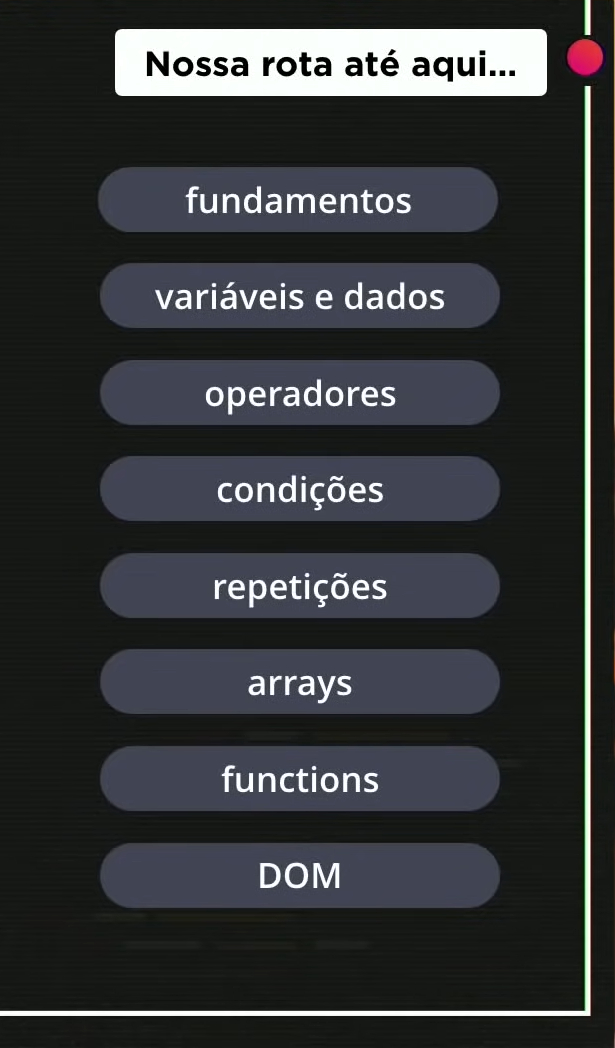 Nossa rota até aqui...
fundamentos
variáveis e dados
operadores
condições
repetições
arrays
functions
DOM